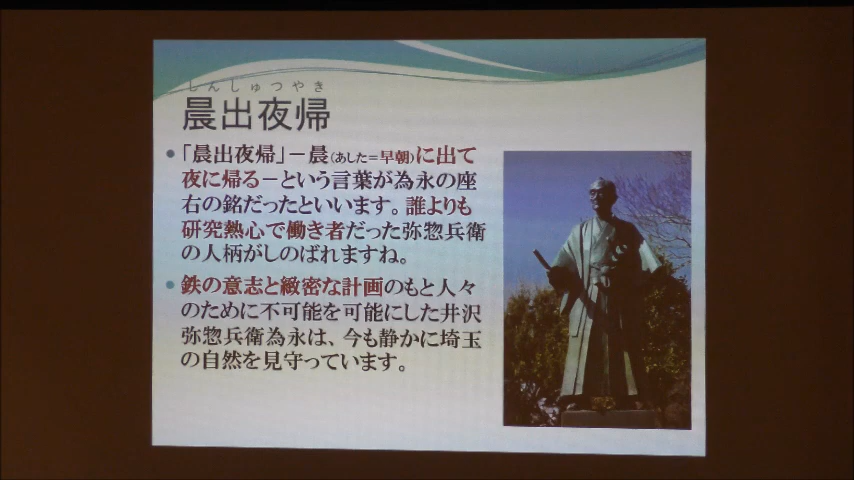 しんしゅつやき
晨出夜帰
•「晨出夜帰」－晨(あした=早朝)に出て
夜に帰る－という言葉が為永の座
右の銘だったといいます。誰よりも
研究熱心で働き者だった弥惣兵衛
の人柄がしのばれますね。
•鉄の意志と緻密な計画のもと人々
のために不可能を可能にした井沢
弥惣兵衛為永は、今も静かに埼玉
の自然を見守っています。